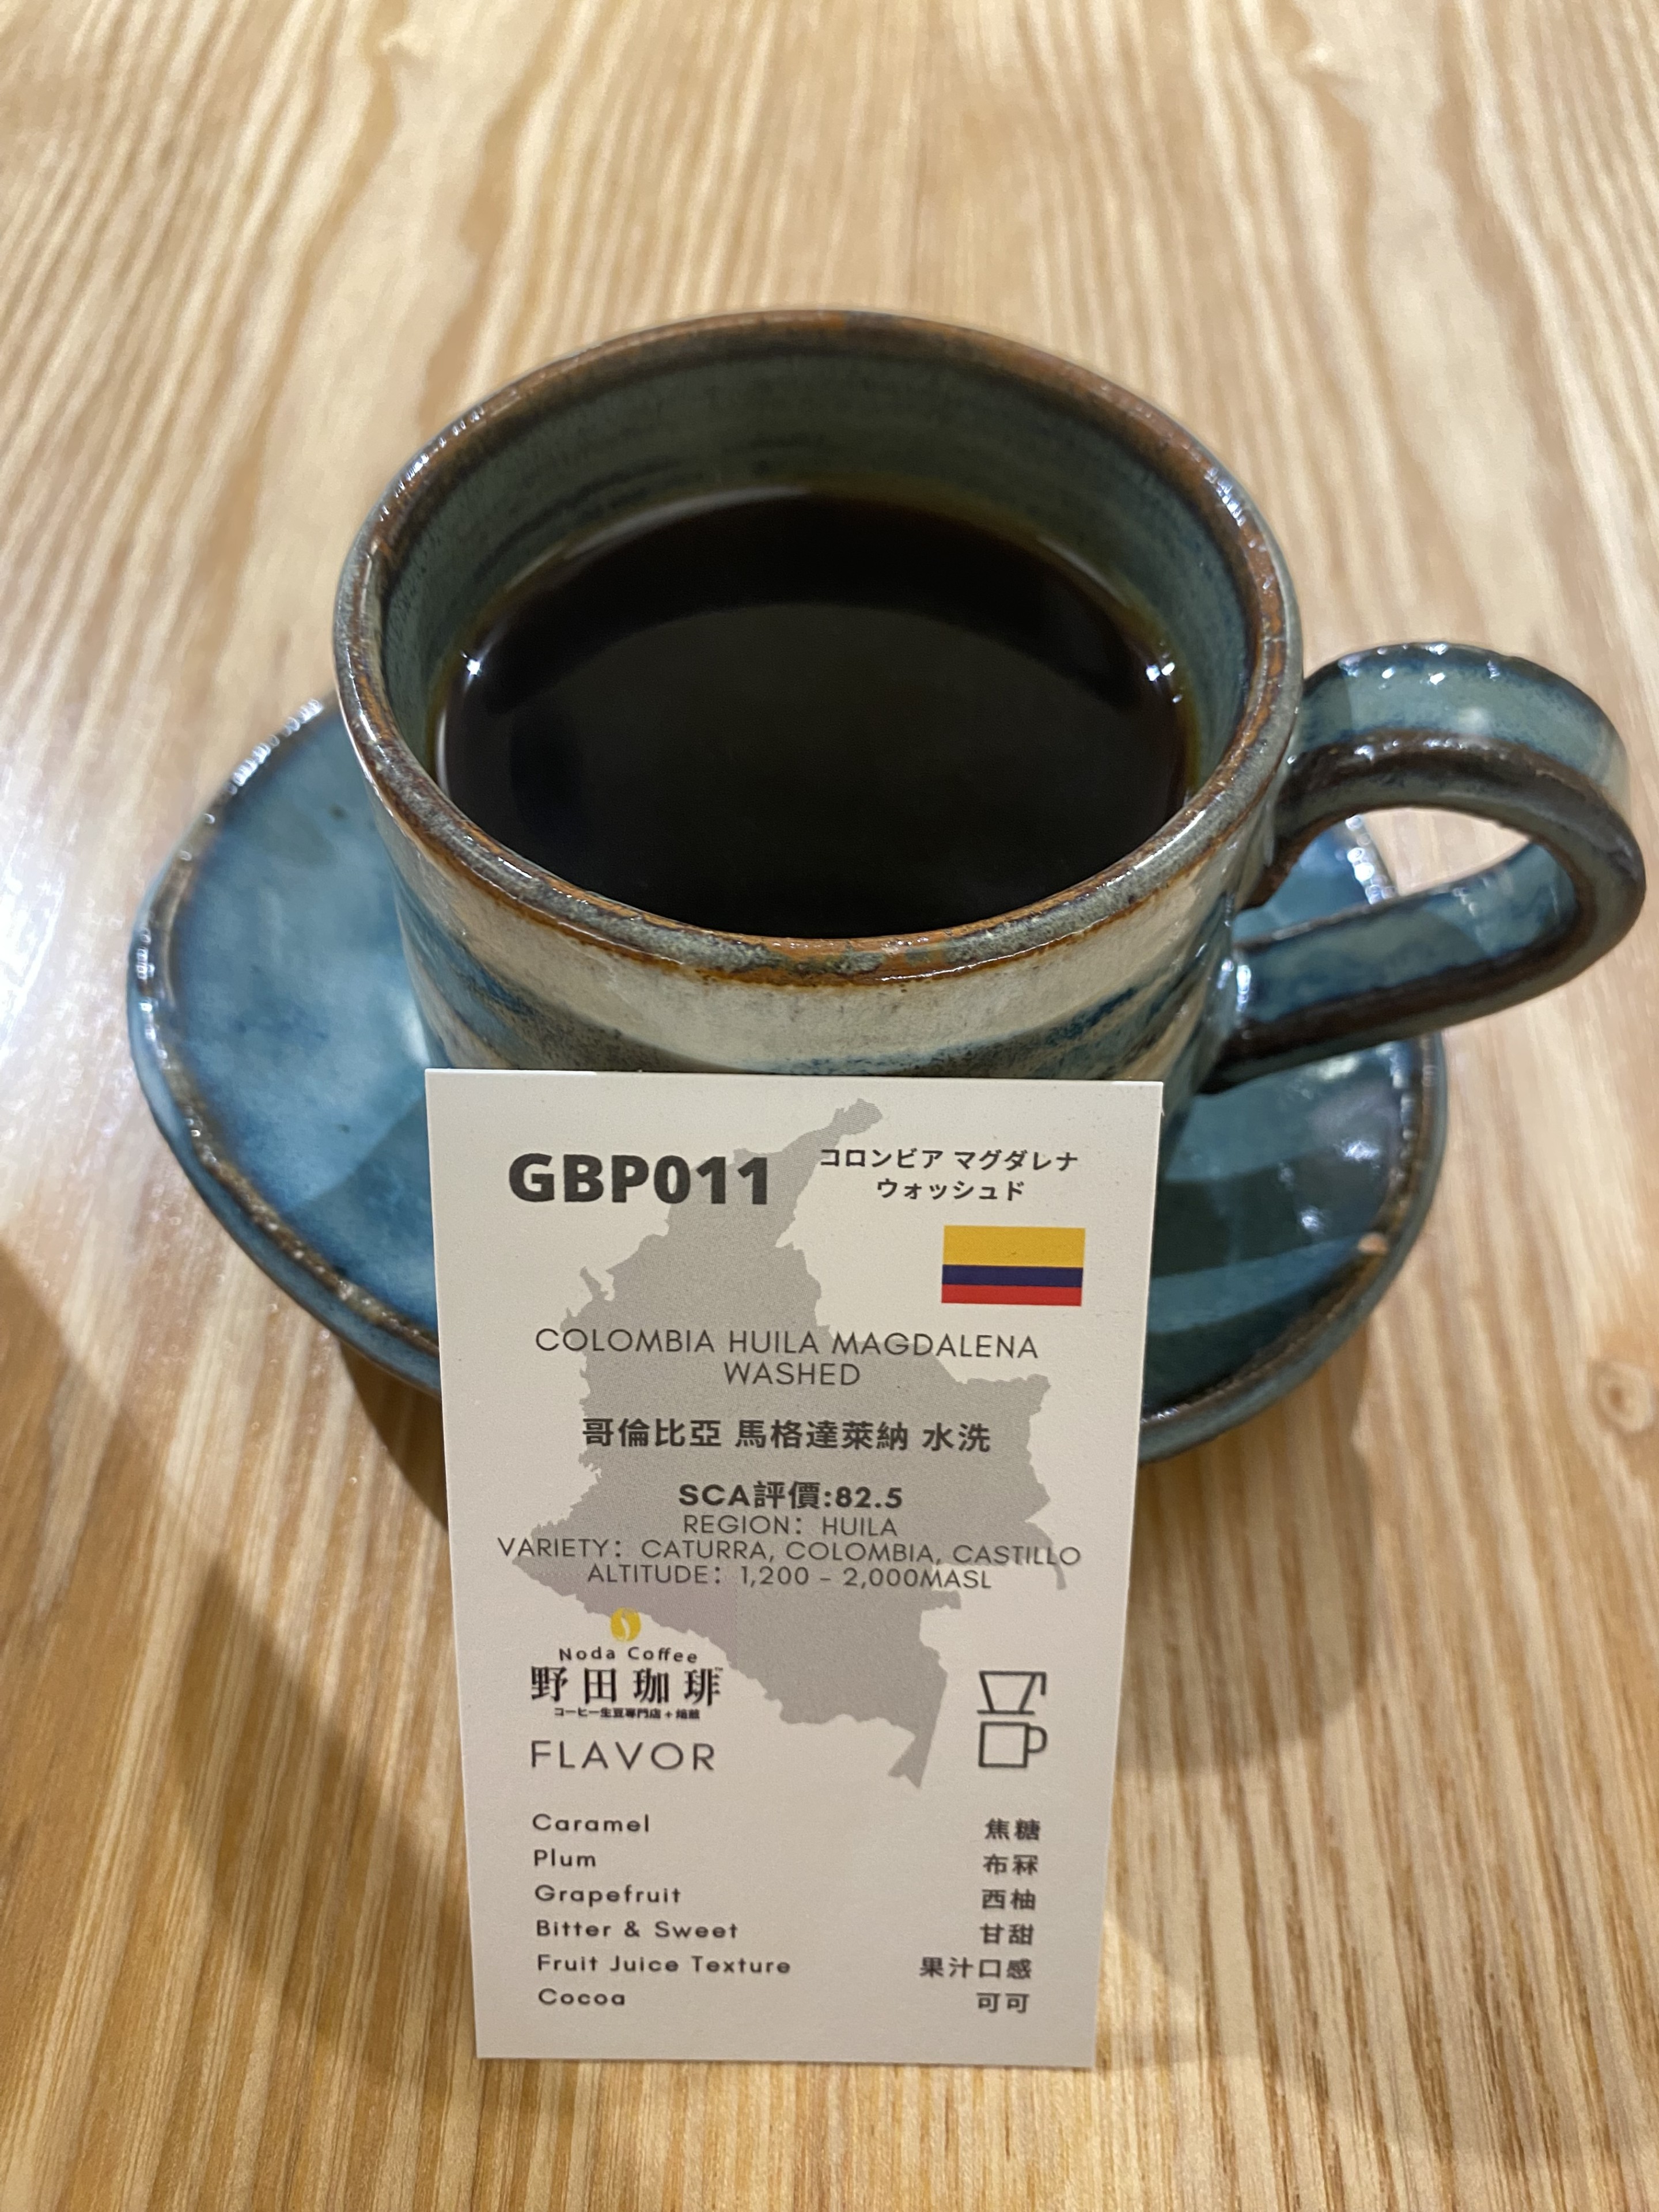 GBP011
コロンビア マグダレナ
ウォッシュド
COLOMBIA HUILA MAGDALENA
WASHED
哥倫比亞 馬格達萊納 水洗
SCA評價:82.5
REGION: HUILA
VARIETY: CATURRA, COLOMBIA, CASTILLO
ALTITUDE: 1,200 - 2,000MASL
Noda Coffee
野田珈琲
コーヒー生豆專門店+焙煎
FLAVOR
Caramel 焦糖
Plum 布冧
Grapefruit 西柚
Bitter & Sweet 甘甜
Fruit Juice Texture 果汁口感
Cocoa 可可